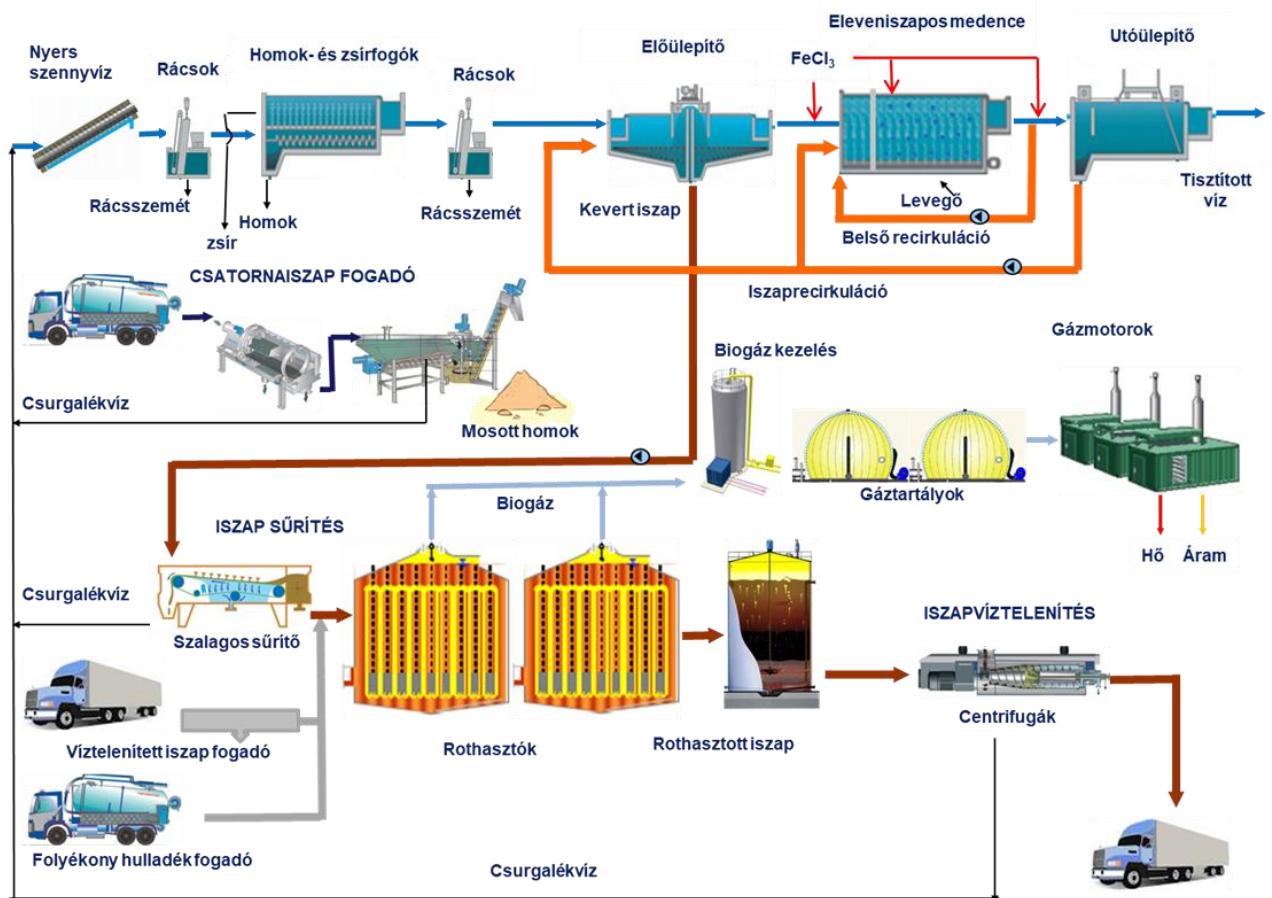 Nyers
szennyvíz
Rácsok
Homok- és zsírfogók
Rácsok
Előülepítő
Eleveniszapos medence
FeCl₃
Utóülepítő
Rácsszemét
Homok
zsír
Rácsszemét
Kevert iszap
Levegő
Belső recirkuláció
Tisztított
víz
Iszaprecirkuláció
CSATORNAISZAP FOGADÓ
Csurgalékvíz
Mosott homok
Biogáz kezelés
Gázmotorok
Gáztartályok
Biogáz
Hő
Áram
ISZAP SŰRÍTÉS
Csurgalékvíz
Szalagos sűrítő
ISZAPVÍZTELENÍTÉS
Víztelenített iszap fogadó
Rothasztók
Rothasztott iszap
Centrifugák
Folyékony hulladék fogadó
Csurgalékvíz